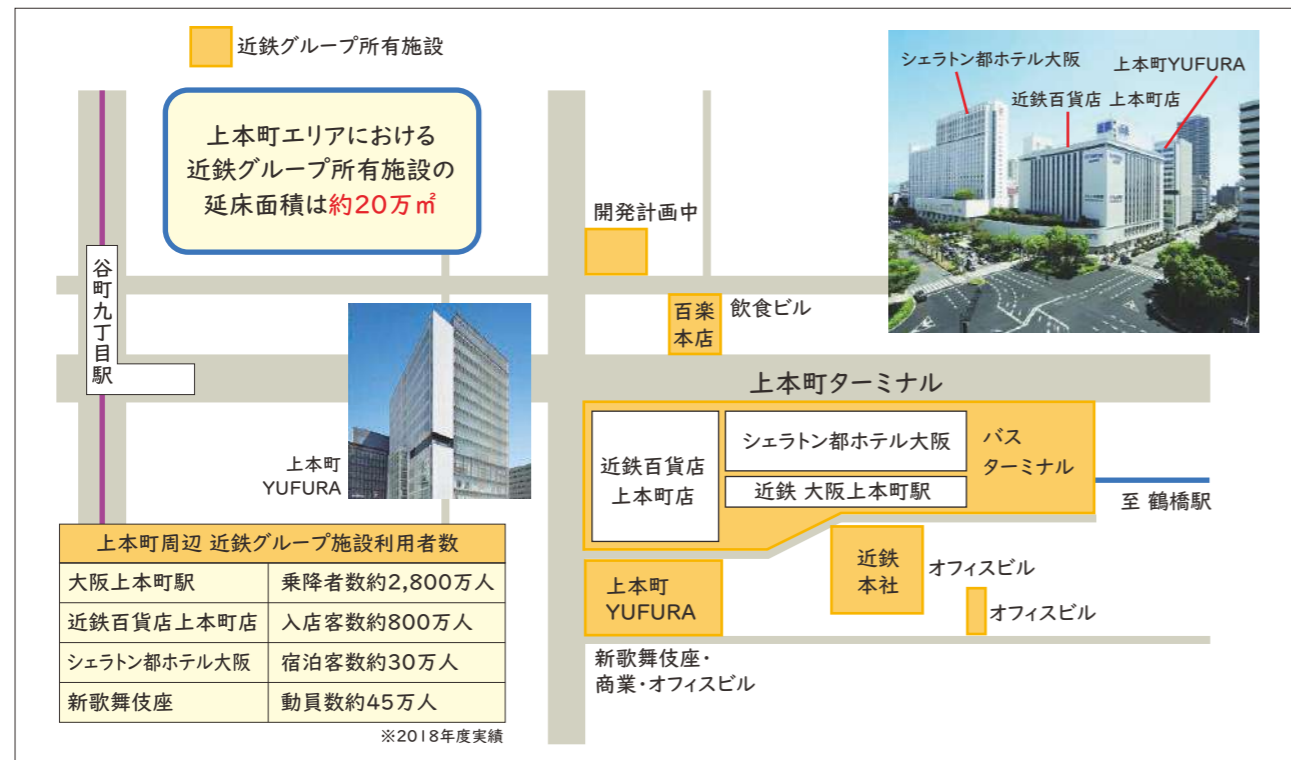 近鉄グループ所有施設
上本町エリアにおける
近鉄グループ所有施設の
延床面積は約20万㎡
シェラトン都ホテル大阪
上本町YUFURA
近鉄百貨店 上本町店
開発計画中
谷町九丁目駅
百楽
本店
飲食ビル
上本町ターミナル
上本町
YUFURA
近鉄百貨店
上本町店
シェラトン都ホテル大阪
近鉄 大阪上本町駅
バス
ターミナル
至 鶴橋駅
近鉄
本社
オフィスビル
オフィスビル
上本町
YUFURA
新歌舞伎座・
商業・オフィスビル
上本町周辺 近鉄グループ施設利用者数
大阪上本町駅 乗降者数約2,800万人
近鉄百貨店上本町店 入店客数約800万人
シェラトン都ホテル大阪 宿泊客数約30万人
新歌舞伎座 動員数約45万人
※2018年度実績